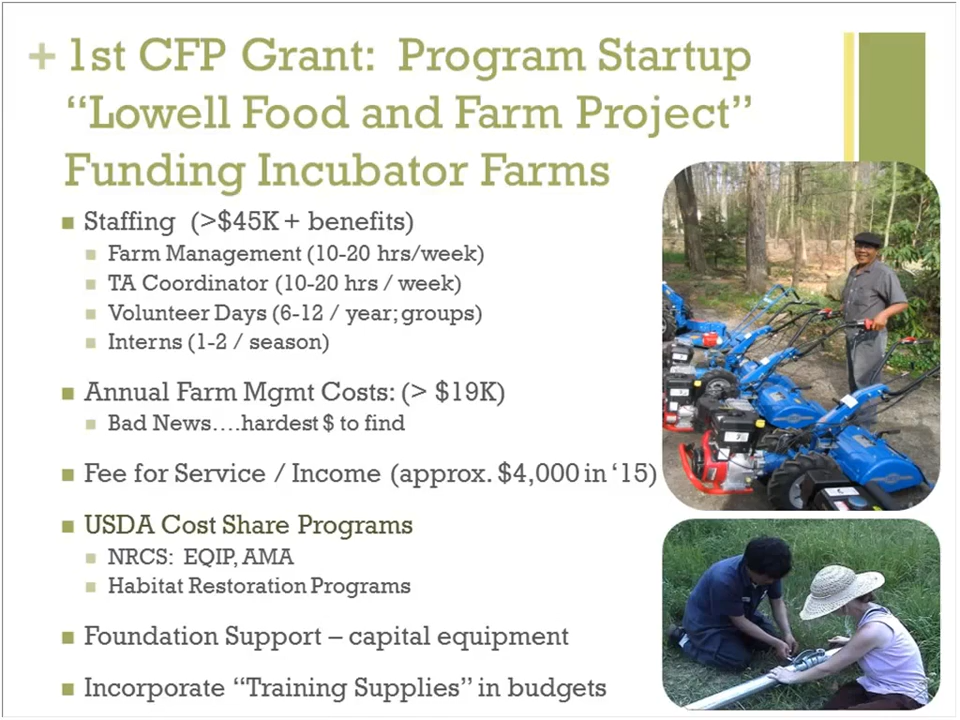 + 1st CFP Grant: Program Startup
“Lowell Food and Farm Project”
Funding Incubator Farms
Staffing (>$45K + benefits)
Farm Management (10-20 hrs/week)
TA Coordinator (10-20 hrs / week)
Volunteer Days (6-12 / year; groups)
Interns (1-2 / season)
Annual Farm Mgmt Costs: (> $19K)
Bad News….hardest $ to find
Fee for Service / Income (approx. $4,000 in ‘15)
USDA Cost Share Programs
NRCS: EQIP, AMA
Habitat Restoration Programs
Foundation Support – capital equipment
Incorporate “Training Supplies” in budgets